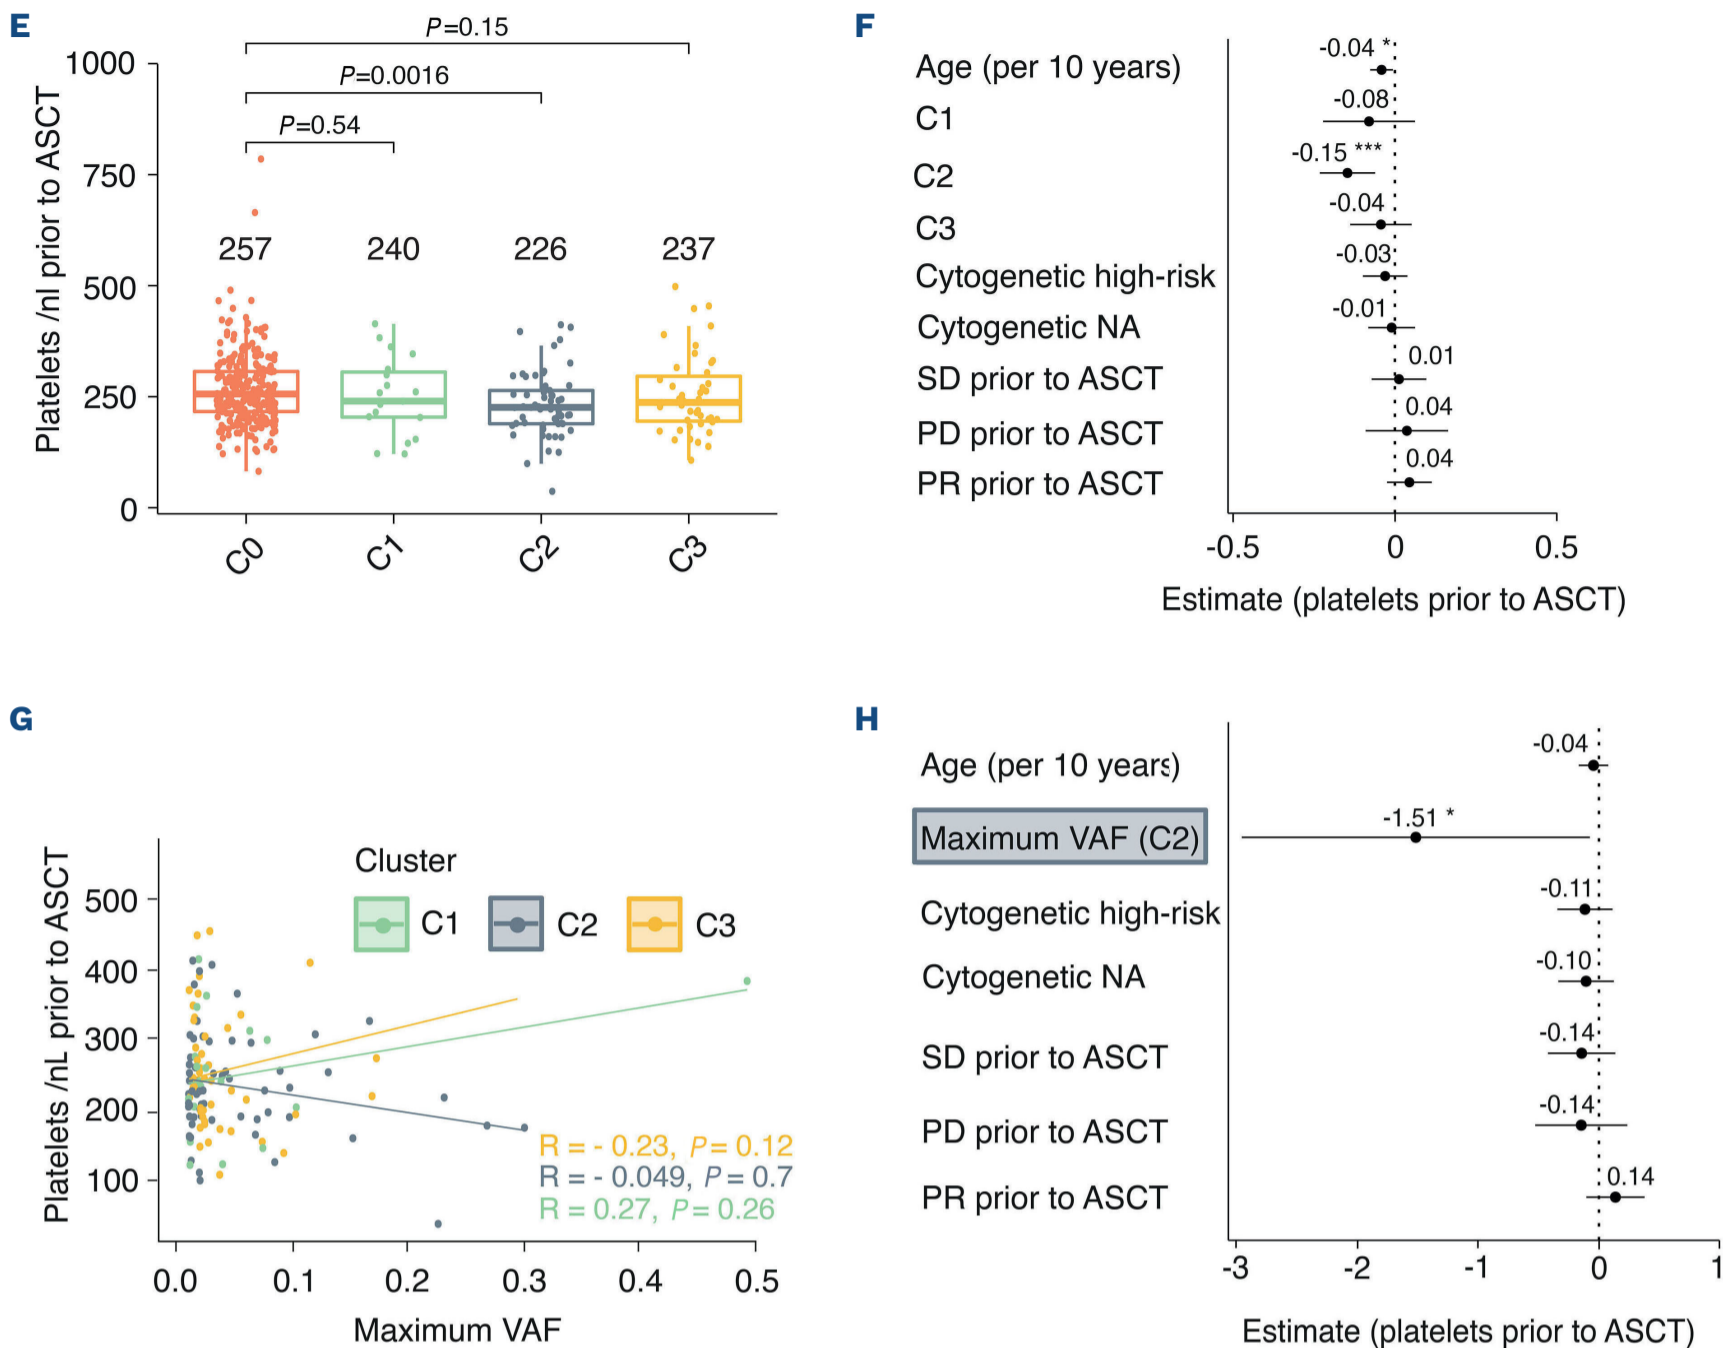 E
P=0.15
P=0.0016
P=0.54
1000
750
500
250
0
Platelets /nl prior to ASCT
257
240
226
237
C0
C1
C2
C3
F
Age (per 10 years)
-0.04 *
C1
-0.08
C2
-0.15 ***
C3
-0.04
Cytogenetic high-risk
-0.03
Cytogenetic NA
-0.01
SD prior to ASCT
0.01
PD prior to ASCT
0.04
PR prior to ASCT
0.04
-0.5
0
0.5
Estimate (platelets prior to ASCT)
G
Cluster
C1
C2
C3
500
400
300
200
100
Platelets /nL prior to ASCT
R = - 0.23, P = 0.12
R = - 0.049, P = 0.7
R = 0.27, P = 0.26
0.0
0.1
0.2
0.3
0.4
0.5
Maximum VAF
H
Age (per 10 years)
-0.04
Maximum VAF (C2)
-1.51 *
Cytogenetic high-risk
-0.11
Cytogenetic NA
-0.10
SD prior to ASCT
-0.14
PD prior to ASCT
-0.14
PR prior to ASCT
0.14
-3
-2
-1
0
1
Estimate (platelets prior to ASCT)